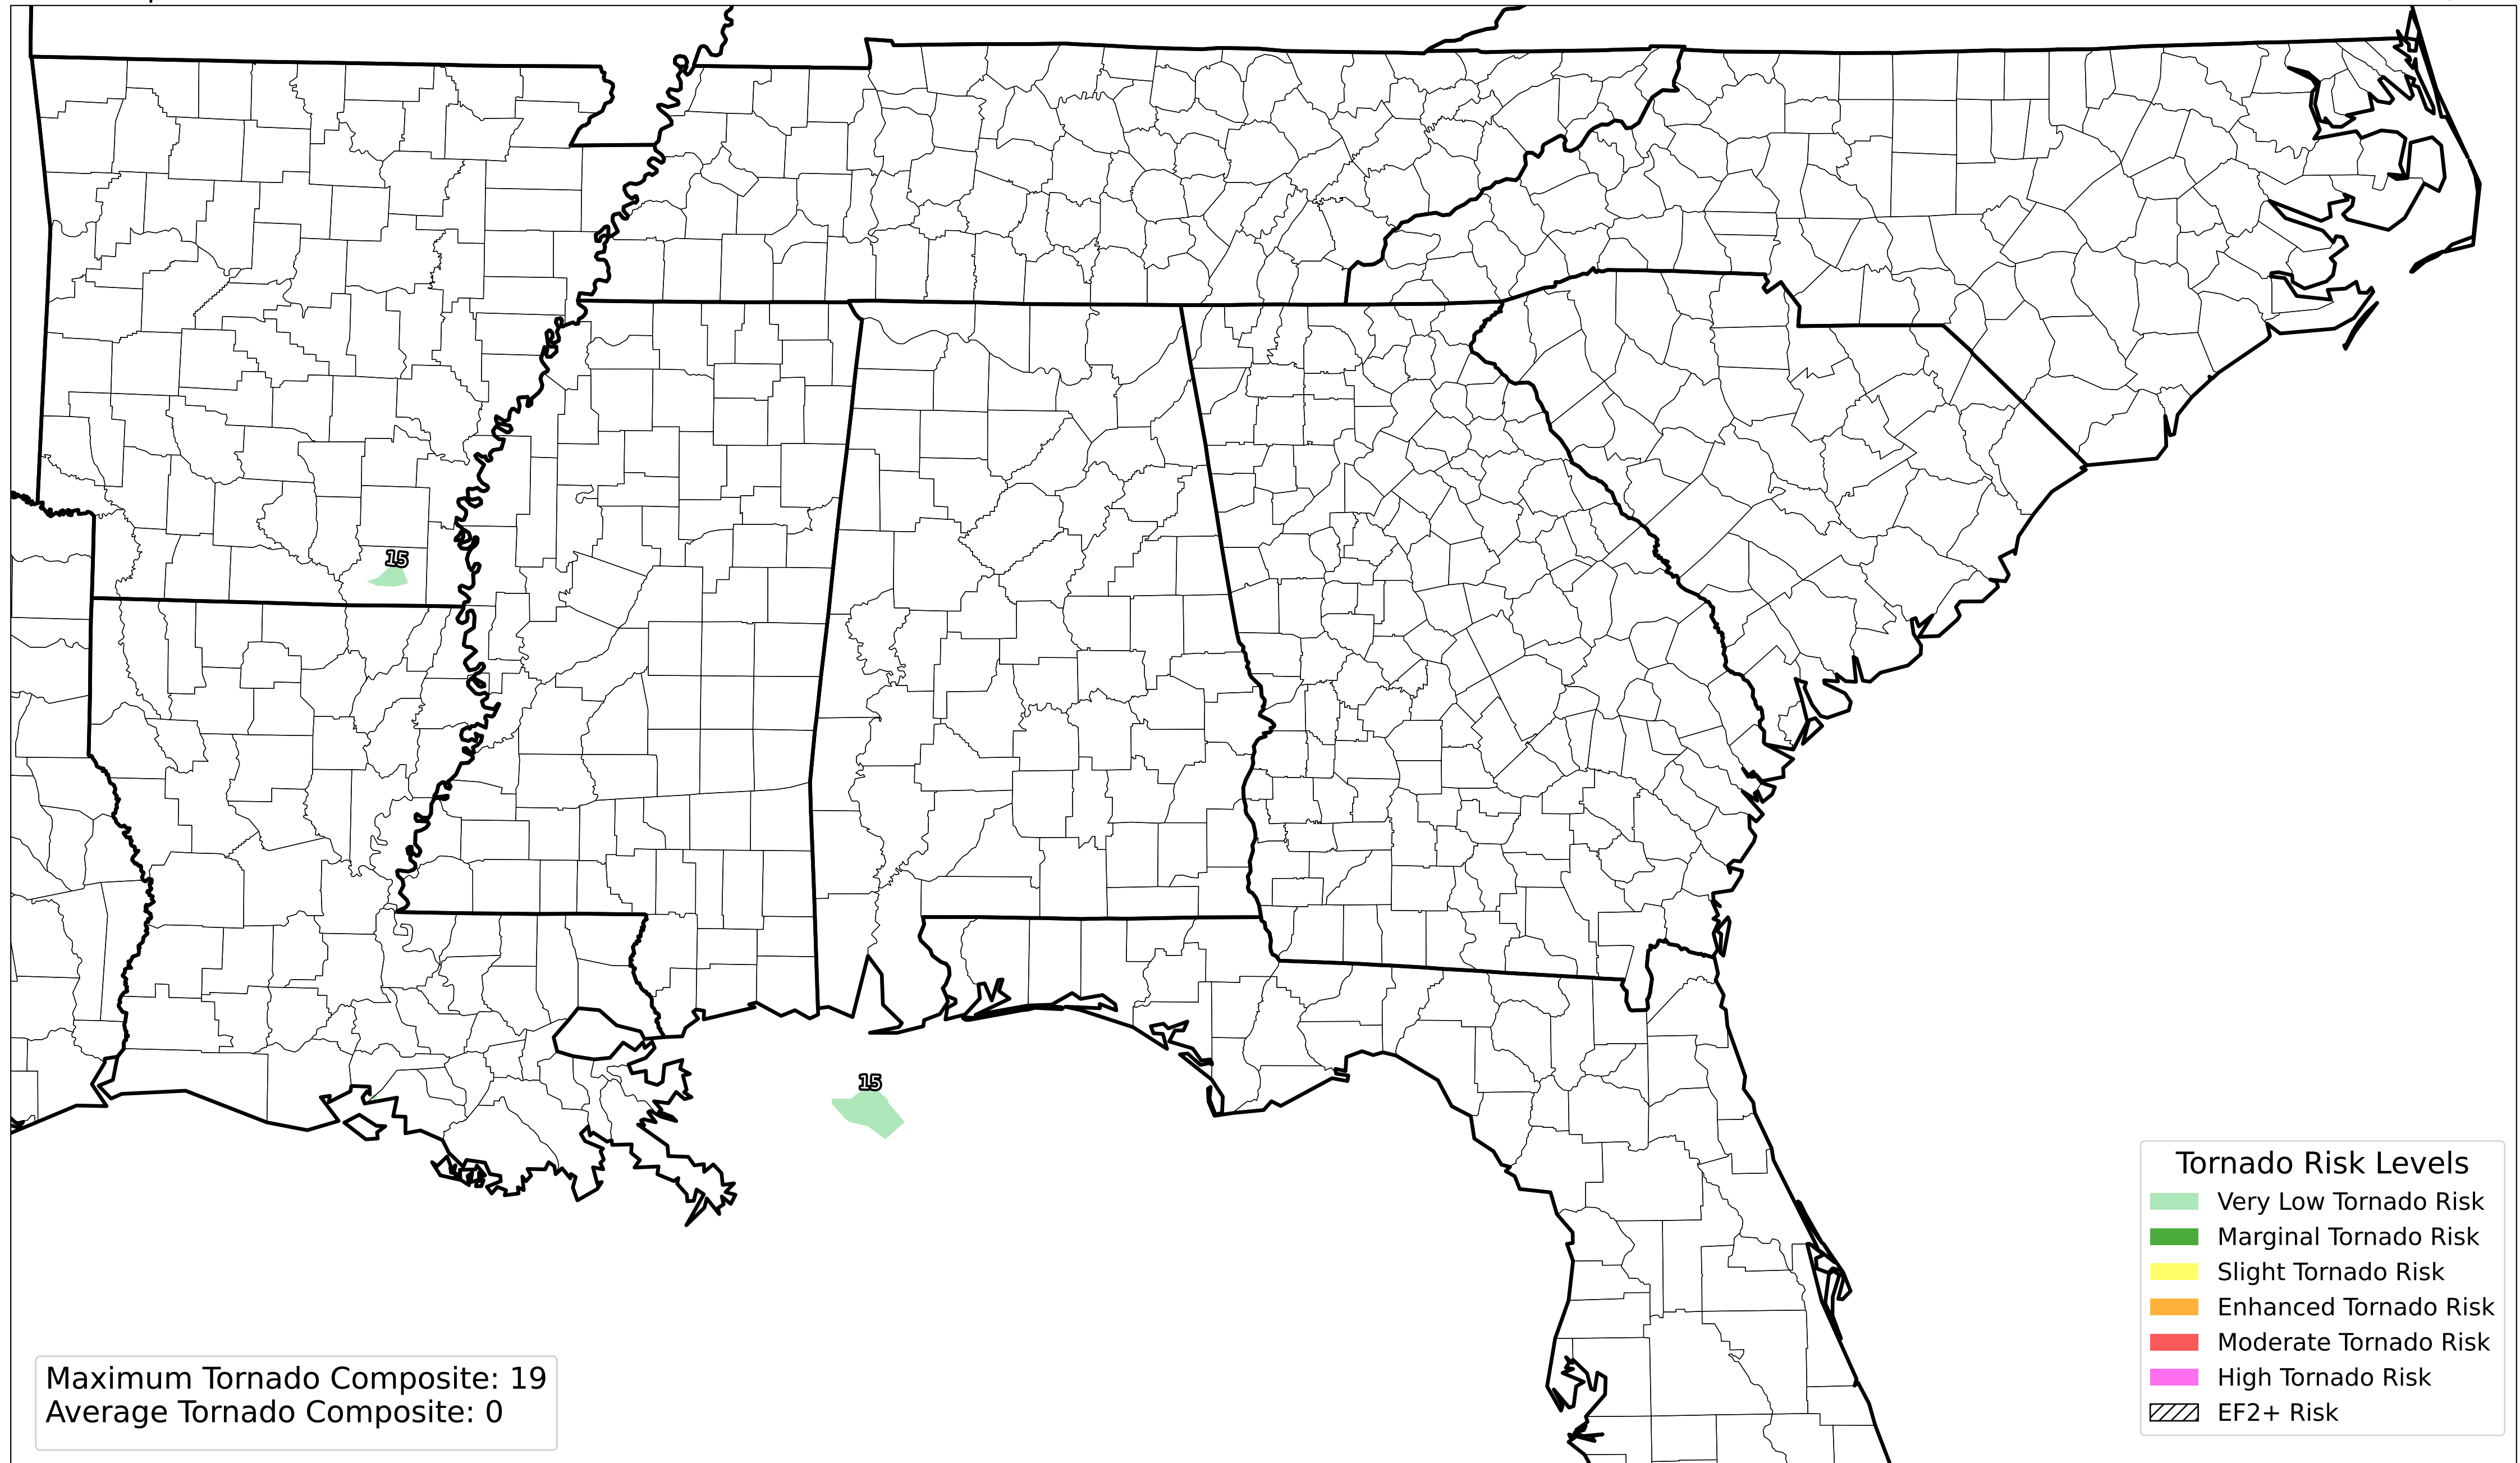 15
15
Tornado Risk Levels
Very Low Tornado Risk
Marginal Tornado Risk
Slight Tornado Risk
Enhanced Tornado Risk
Moderate Tornado Risk
High Tornado Risk
EF2+ Risk
Maximum Tornado Composite: 19
Average Tornado Composite: 0